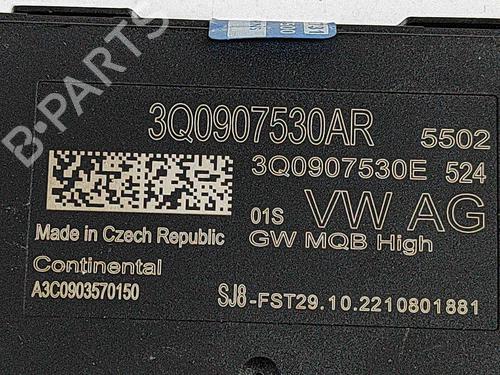 B-PARTS
3Q0907530AR 5502
3Q0907530E 524
01S VW AG
Made in Czech Republic GW MQB High
Continental
A3C0903570150 SJ8-FST29.10.2210801881